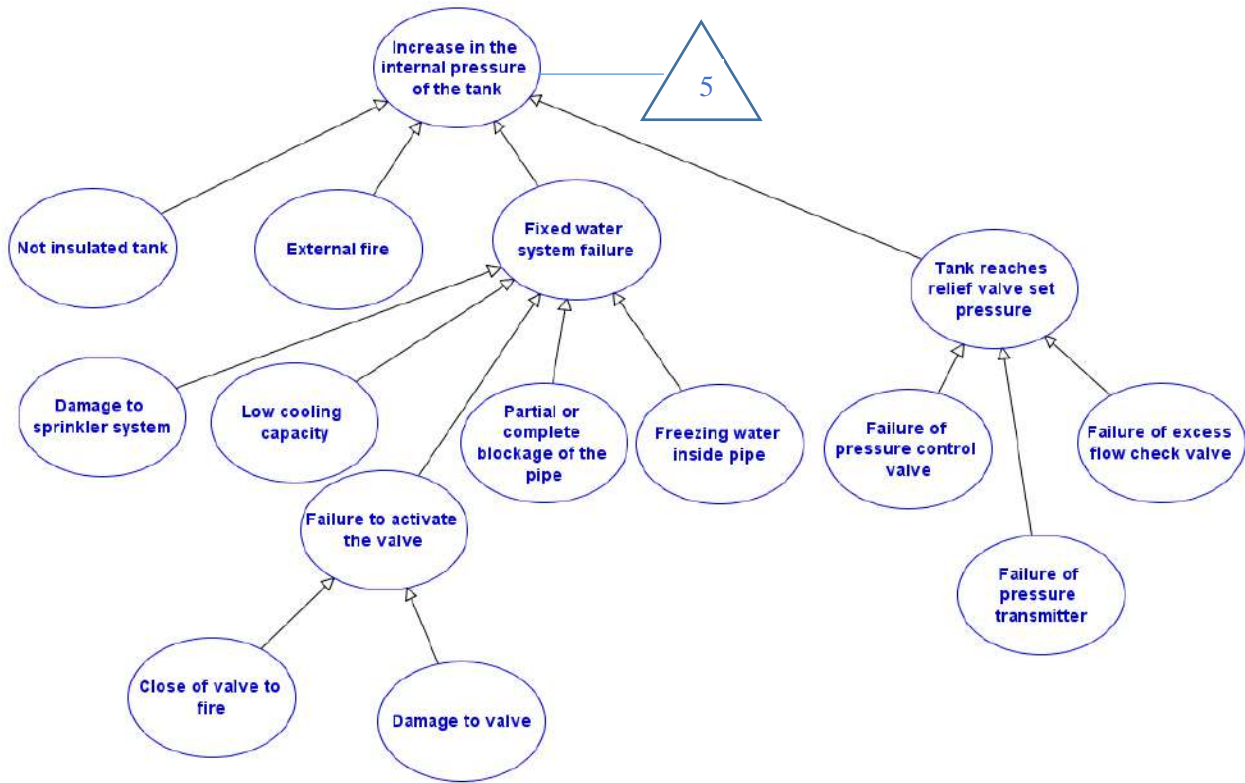 Increase in the
internal pressure
of the tank
5
Not insulated tank
External fire
Fixed water
system failure
Tank reaches
relief valve set
pressure
Damage to
sprinkler system
Low cooling
capacity
Partial or
complete
blockage of the
pipe
Freezing water
inside pipe
Failure of
pressure control
valve
Failure of excess
flow check valve
Failure to activate
the valve
Failure of
pressure
transmitter
Close of valve to
fire
Damage to valve